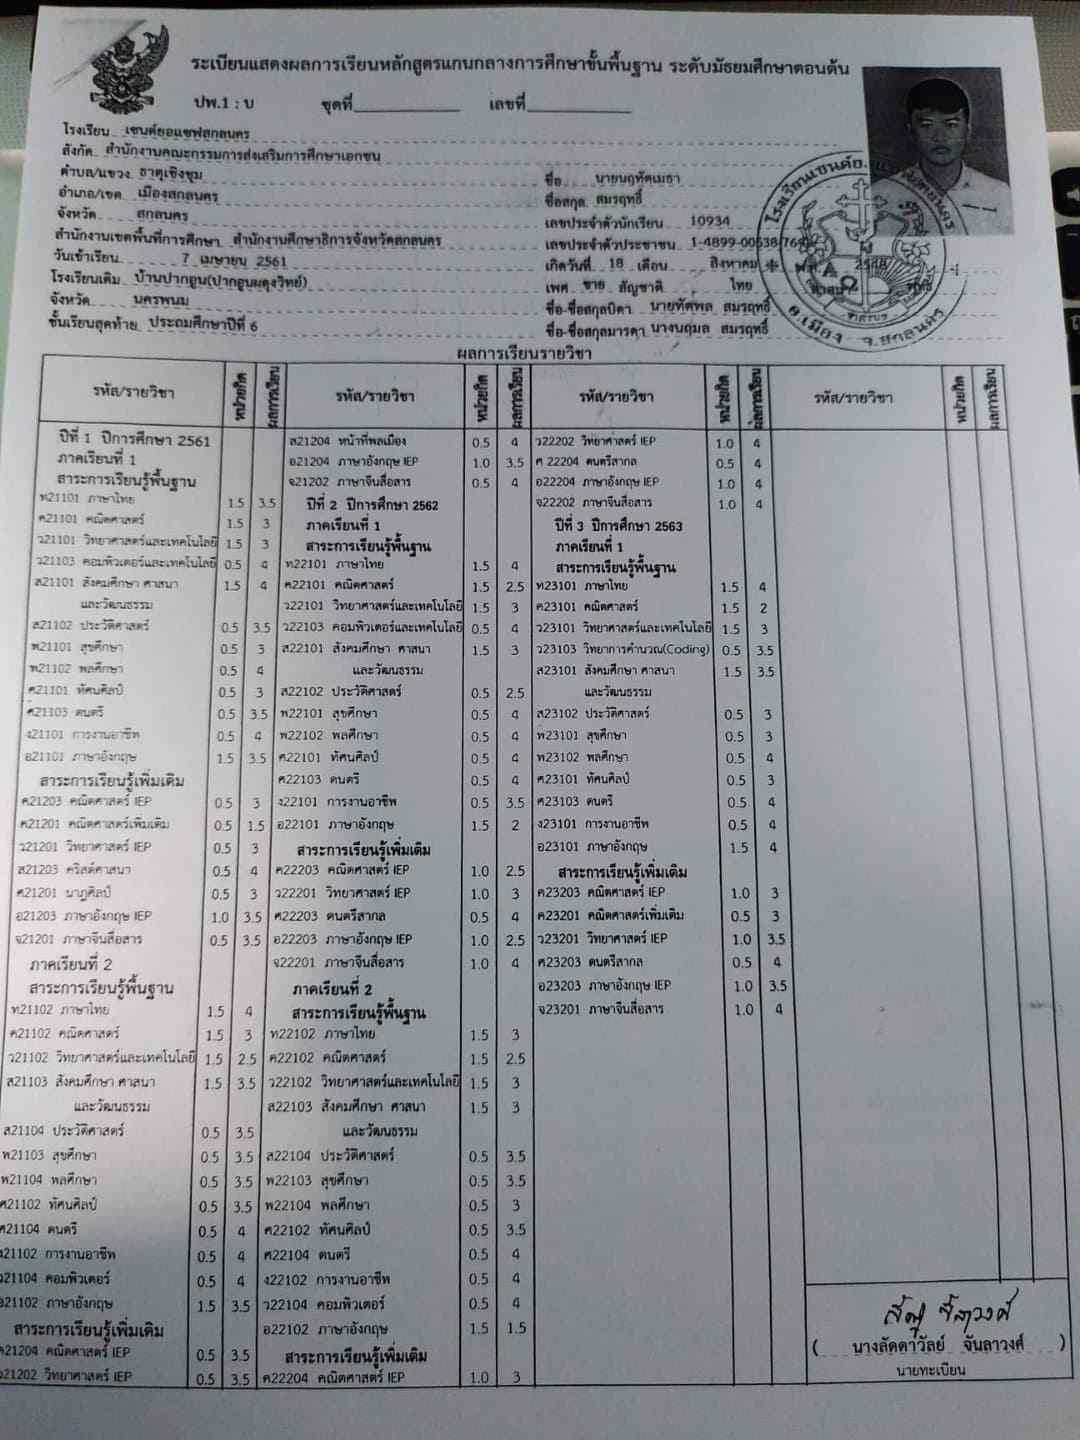 ระเบียนแสดงผลการเรียนหลักสูตรแกนกลางการศึกษาขั้นพื้นฐาน ระดับมัธยมศึกษาตอนต้น
ปพ.1 : บ ชุดที่ เลขที่
โรงเรียน เซนต์ยอแซฟสกลนคร
สังกัด สำนักงานคณะกรรมการส่งเสริมการศึกษาเอกชน
ตำบล/แขวง ธาตุเชิงชุม
อำเภอ/เขต เมืองสกลนคร
จังหวัด สกลนคร
สำนักงานเขตพื้นที่การศึกษา สำนักงานศึกษาธิการจังหวัดสกลนคร
วันเข้าเรียน 7 เมษายน 2561
โรงเรียนเดิม บ้านปากอูน(ปากอูนผดุงวิทย์)
จังหวัด นครพนม
ชั้นเรียนสุดท้าย ประถมศึกษาปีที่ 6
ชื่อ นายนฤทัตเมธา
ชื่อสกุล สมรฤทธิ์
เลขประจำตัวนักเรียน 10934
เลขประจำตัวประชาชน 1-4899-00538
เกิดวันที่ 18 เดือน สิงหาคม พ.ศ.
เพศ ชาย สัญชาติ ไทย
ชื่อ-ชื่อสกุลบิดา นายทัศพล สมรฤทธิ์
ชื่อ-ชื่อสกุลมารดา นางนฤมล สมรฤทธิ์
อ.เมือง จ.สกลนคร
ผลการเรียนรายวิชา
รหัส/รายวิชา หน่วยกิต ผลการเรียน
ปีที่ 1 ปีการศึกษา 2561
ภาคเรียนที่ 1
สาระการเรียนรู้พื้นฐาน
ท21101 ภาษาไทย 1.5 3.5
ค21101 คณิตศาสตร์ 1.5 3
ว21101 วิทยาศาสตร์และเทคโนโลยี 1.5 3
ว21103 คอมพิวเตอร์และเทคโนโลยี 0.5 4
ส21101 สังคมศึกษา ศาสนา 1.5 4
และวัฒนธรรม
ส21102 ประวัติศาสตร์ 0.5 3.5
พ21101 สุขศึกษา 0.5 3
พ21102 พลศึกษา 0.5 4
ศ21101 ทัศนศิลป์ 0.5 3
ศ21103 ดนตรี 0.5 3.5
ง21101 การงานอาชีพ 0.5 4
อ21101 ภาษาอังกฤษ 1.5 3.5
สาระการเรียนรู้เพิ่มเติม
ค21203 คณิตศาสตร์ IEP 0.5 3
ค21201 คณิตศาสตร์เพิ่มเติม 0.5 1.5
ว21201 วิทยาศาสตร์ IEP 0.5 3
ส21203 คริสต์ศาสนา 0.5 4
ศ21201 นาฏศิลป์ 0.5 3
อ21203 ภาษาอังกฤษ IEP 1.0 3.5
จ21201 ภาษาจีนสื่อสาร 0.5 3.5
ภาคเรียนที่ 2
สาระการเรียนรู้พื้นฐาน
ท21102 ภาษาไทย 1.5 4
ค21102 คณิตศาสตร์ 1.5 3
ว21102 วิทยาศาสตร์และเทคโนโลยี 1.5 2.5
ส21103 สังคมศึกษา ศาสนา 1.5 3.5
และวัฒนธรรม
ส21104 ประวัติศาสตร์ 0.5 3.5
พ21103 สุขศึกษา 0.5 3.5
พ21104 พลศึกษา 0.5 3.5
ศ21102 ทัศนศิลป์ 0.5 3.5
ศ21104 ดนตรี 0.5 4
ง21102 การงานอาชีพ 0.5 4
ว21104 คอมพิวเตอร์ 0.5 4
อ21102 ภาษาอังกฤษ 1.5 3.5
สาระการเรียนรู้เพิ่มเติม
ค21204 คณิตศาสตร์ IEP 0.5 3.5
ว21202 วิทยาศาสตร์ IEP 0.5 3.5
รหัส/รายวิชา หน่วยกิต ผลการเรียน
ส21204 หน้าที่พลเมือง 0.5 4
อ21204 ภาษาอังกฤษ IEP 1.0 3.5
จ21202 ภาษาจีนสื่อสาร 0.5 4
ปีที่ 2 ปีการศึกษา 2562
ภาคเรียนที่ 1
สาระการเรียนรู้พื้นฐาน
ท22101 ภาษาไทย 1.5 4
ค22101 คณิตศาสตร์ 1.5 2.5
ว22101 วิทยาศาสตร์และเทคโนโลยี 1.5 3
ว22103 คอมพิวเตอร์และเทคโนโลยี 0.5 4
ส22101 สังคมศึกษา ศาสนา 1.5 3
และวัฒนธรรม
ส22102 ประวัติศาสตร์ 0.5 2.5
พ22101 สุขศึกษา 0.5 4
พ22102 พลศึกษา 0.5 4
ศ22101 ทัศนศิลป์ 0.5 4
ศ22103 ดนตรี 0.5 4
ง22101 การงานอาชีพ 0.5 3.5
อ22101 ภาษาอังกฤษ 1.5 2
สาระการเรียนรู้เพิ่มเติม
ค22203 คณิตศาสตร์ IEP 1.0 2.5
ว22201 วิทยาศาสตร์ IEP 1.0 3
ศ22203 ดนตรีสากล 0.5 4
อ22203 ภาษาอังกฤษ IEP 1.0 2.5
จ22201 ภาษาจีนสื่อสาร 1.0 4
ภาคเรียนที่ 2
สาระการเรียนรู้พื้นฐาน
ท22102 ภาษาไทย 1.5 3
ค22102 คณิตศาสตร์ 1.5 2.5
ว22102 วิทยาศาสตร์และเทคโนโลยี 1.5 3
ส22103 สังคมศึกษา ศาสนา 1.5 3
และวัฒนธรรม
ส22104 ประวัติศาสตร์ 0.5 3.5
พ22103 สุขศึกษา 0.5 3.5
พ22104 พลศึกษา 0.5 3
ศ22102 ทัศนศิลป์ 0.5 3.5
ศ22104 ดนตรี 0.5 4
ง22102 การงานอาชีพ 0.5 4
ว22104 คอมพิวเตอร์ 0.5 4
อ22102 ภาษาอังกฤษ 1.5 1.5
สาระการเรียนรู้เพิ่มเติม
ค22204 คณิตศาสตร์ IEP 1.0 3
รหัส/รายวิชา หน่วยกิต ผลการเรียน
ว22202 วิทยาศาสตร์ IEP 1.0 4
ศ 22204 ดนตรีสากล 0.5 4
อ22204 ภาษาอังกฤษ IEP 1.0 4
จ22202 ภาษาจีนสื่อสาร 1.0 4
ปีที่ 3 ปีการศึกษา 2563
ภาคเรียนที่ 1
สาระการเรียนรู้พื้นฐาน
ท23101 ภาษาไทย 1.5 4
ค23101 คณิตศาสตร์ 1.5 2
ว23101 วิทยาศาสตร์และเทคโนโลยี 1.5 3
ว23103 วิทยาการคำนวณ(Coding) 0.5 3.5
ส23101 สังคมศึกษา ศาสนา 1.5 3.5
และวัฒนธรรม
ส23102 ประวัติศาสตร์ 0.5 3
พ23101 สุขศึกษา 0.5 3
พ23102 พลศึกษา 0.5 4
ศ23101 ทัศนศิลป์ 0.5 3
ศ23103 ดนตรี 0.5 4
ง23101 การงานอาชีพ 0.5 4
อ23101 ภาษาอังกฤษ 1.5 4
สาระการเรียนรู้เพิ่มเติม
ค23203 คณิตศาสตร์ IEP 1.0 3
ค23201 คณิตศาสตร์เพิ่มเติม 0.5 3
ว23201 วิทยาศาสตร์ IEP 1.0 3.5
ศ23203 ดนตรีสากล 0.5 4
อ23203 ภาษาอังกฤษ IEP 1.0 3.5
จ23201 ภาษาจีนสื่อสาร 1.0 4
รหัส/รายวิชา หน่วยกิต ผลการเรียน
( นางลัดดาวัลย์ จันลาวงศ์ )
นายทะเบียน